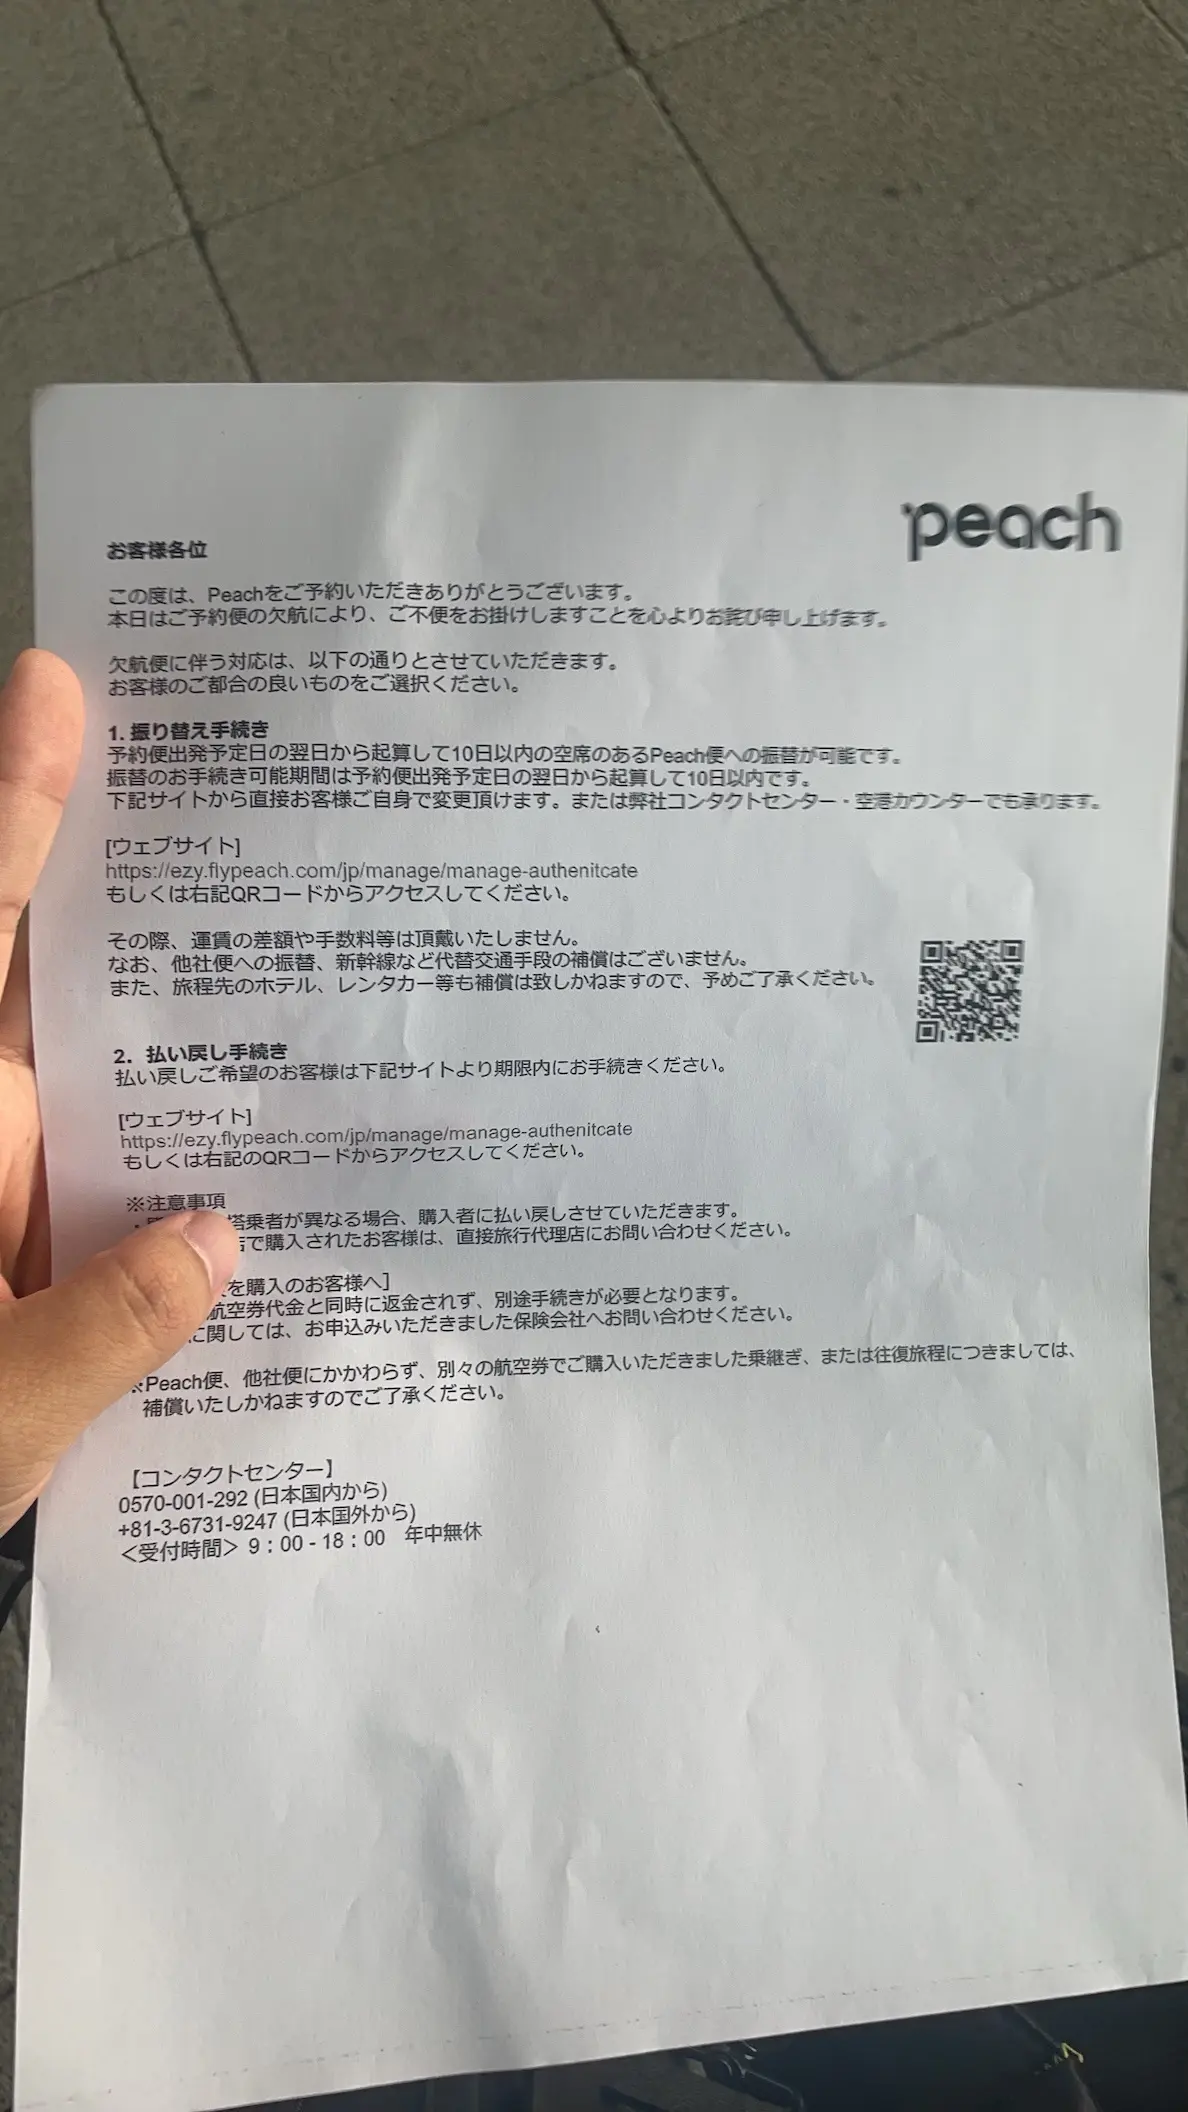 peach
お客様各位
この度は、Peachをご予約いただきありがとうございます。
本日はご予約便の欠航により、ご不便をお掛けしますことを心よりお詫び申し上げます。
欠航便に伴う対応は、以下の通りとさせていただきます。
お客様のご都合の良いものをご選択ください。
1. 振り替え手続き
予約便出発予定日の翌日から起算して10日以内の空席のあるPeach便への振替が可能です。
振替のお手続き可能期間は予約便出発予定日の翌日から起算して10日以内です。
下記サイトから直接お客様ご自身で変更頂けます。または弊社コンタクトセンター・空港カウンターでも承ります。
[ウェブサイト]
https://ezy.flypeach.com/jp/manage/manage-authenitcate
もしくは右記QRコードからアクセスしてください。
その際、運賃の差額や手数料等は頂戴いたしません。
なお、他社便への振替、新幹線など代替交通手段の補償はございません。
また、旅程先のホテル、レンタカー等も補償は致しかねますので、予めご了承ください。
2. 払い戻し手続き
払い戻しご希望のお客様は下記サイトより期限内にお手続きください。
[ウェブサイト]
https://ezy.flypeach.com/jp/manage/manage-authenitcate
もしくは右記のQRコードからアクセスしてください。
※注意事項
搭乗者が異なる場合、購入者に払い戻しさせていただきます。
で購入されたお客様は、直接旅行代理店にお問い合わせください。
を購入のお客様へ]
航空券代金と同時に返金されず、別途手続きが必要となります。
に関しては、お申込みいただきました保険会社へお問い合わせください。
※Peach便、他社便にかかわらず、別々の航空券でご購入いただきました乗継ぎ、または往復旅程につきましては、
補償いたしかねますのでご了承ください。
【コンタクトセンター】
0570-001-292 (日本国内から)
+81-3-6731-9247 (日本国外から)
＜受付時間＞ 9：00 - 18：00 年中無休